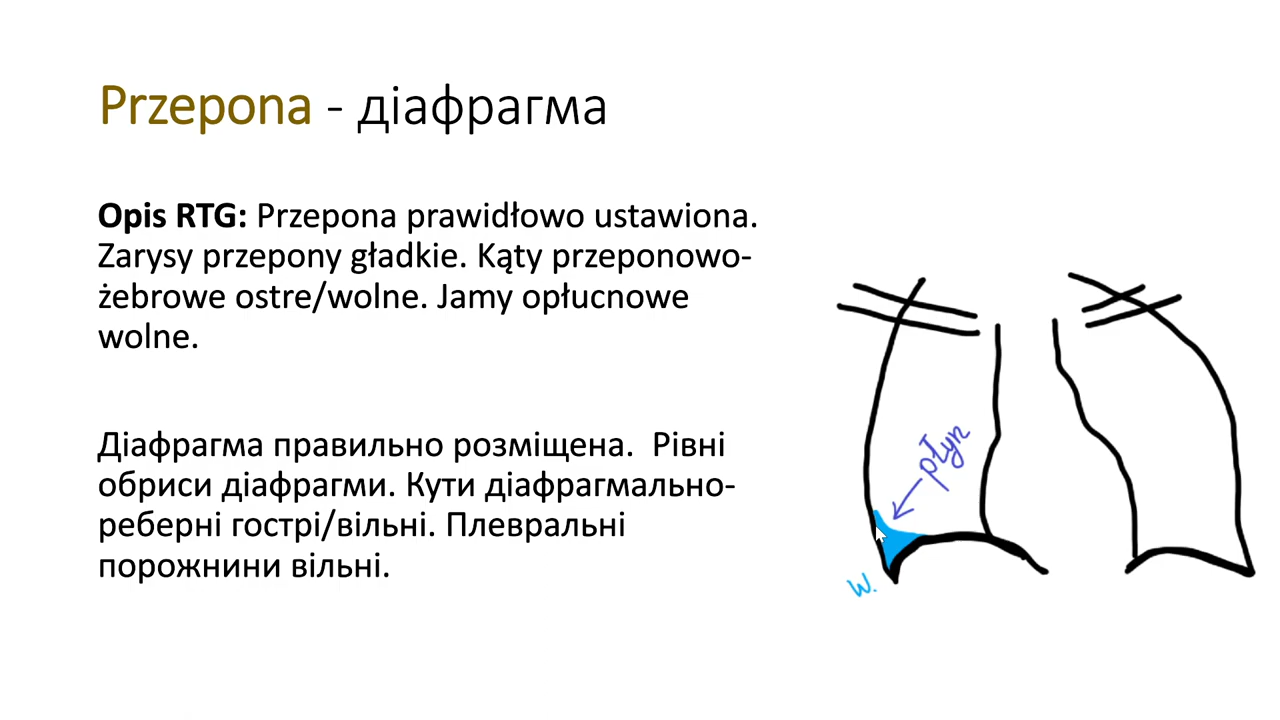 Przepona - діафрагма
Opis RTG: Przepona prawidłowo ustawiona.
Zarysy przepony gładkie. Kąty przeponowo-
żebrowe ostre/wolne. Jamy opłucnowe
wolne.
Діафрагма правильно розміщена.  Рівні
обриси діафрагми. Кути діафрагмально-
реберні гострі/вільні. Плевральні
порожнини вільні.
płyn
W.